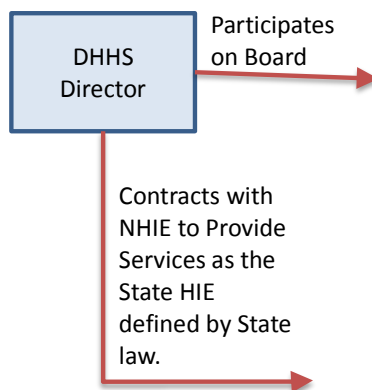 Participates
on Board
DHHS
Director
Contracts with
NHIE to Provide
Services as the
State HIE
defined by State
law.